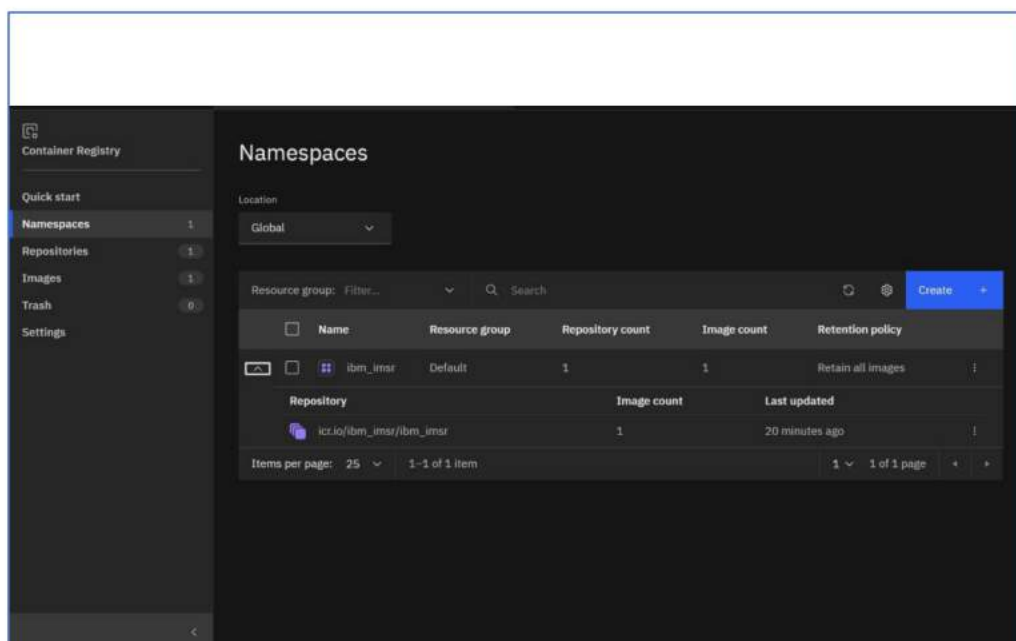 Container Registry
Quick start
Namespaces 1
Repositories 1
Images 1
Trash 0
Settings
Namespaces
Location
Global
Resource group: Filter... Search Create +
Name Resource group Repository count Image count Retention policy
ibm_imsr Default 1 1 Retain all images
Repository Image count Last updated
icr.io/ibm_imsr/ibm_imsr 1 20 minutes ago
Items per page: 25 1–1 of 1 item 1 1 of 1 page